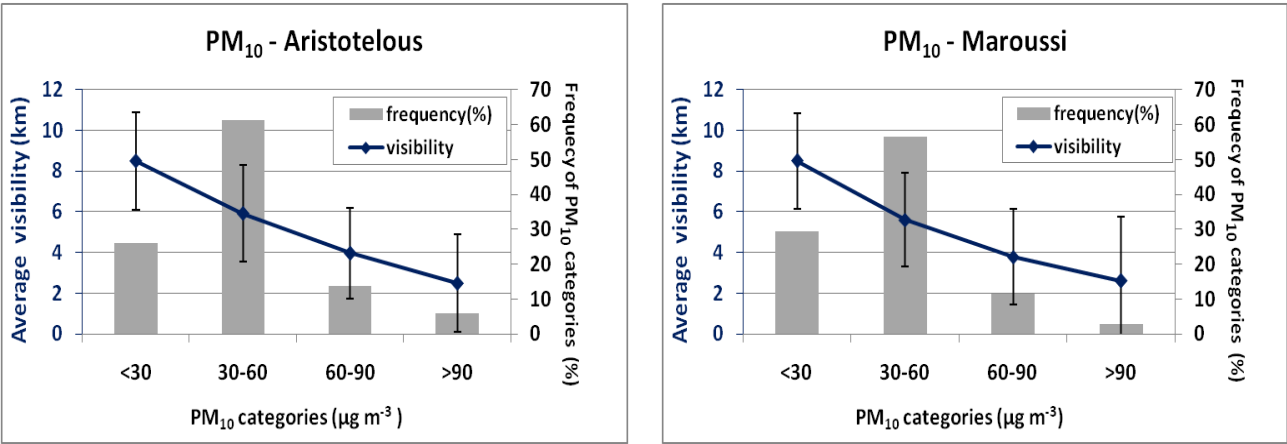 PM10 - Aristotelous
Average visibility (km)
12
10
8
6
4
2
0
frequency(%)
visibility
70
60
50
40
30
20
10
0
Frequecy of PM10 categories (%)
<30 30-60 60-90 >90
PM10 categories (μg m-3 )
PM10 - Maroussi
Average visibility (km)
12
10
8
6
4
2
0
frequency(%)
visibility
70
60
50
40
30
20
10
0
Frequecy of PM10 categories (%)
<30 30-60 60-90 >90
PM10 categories (μg m-3)